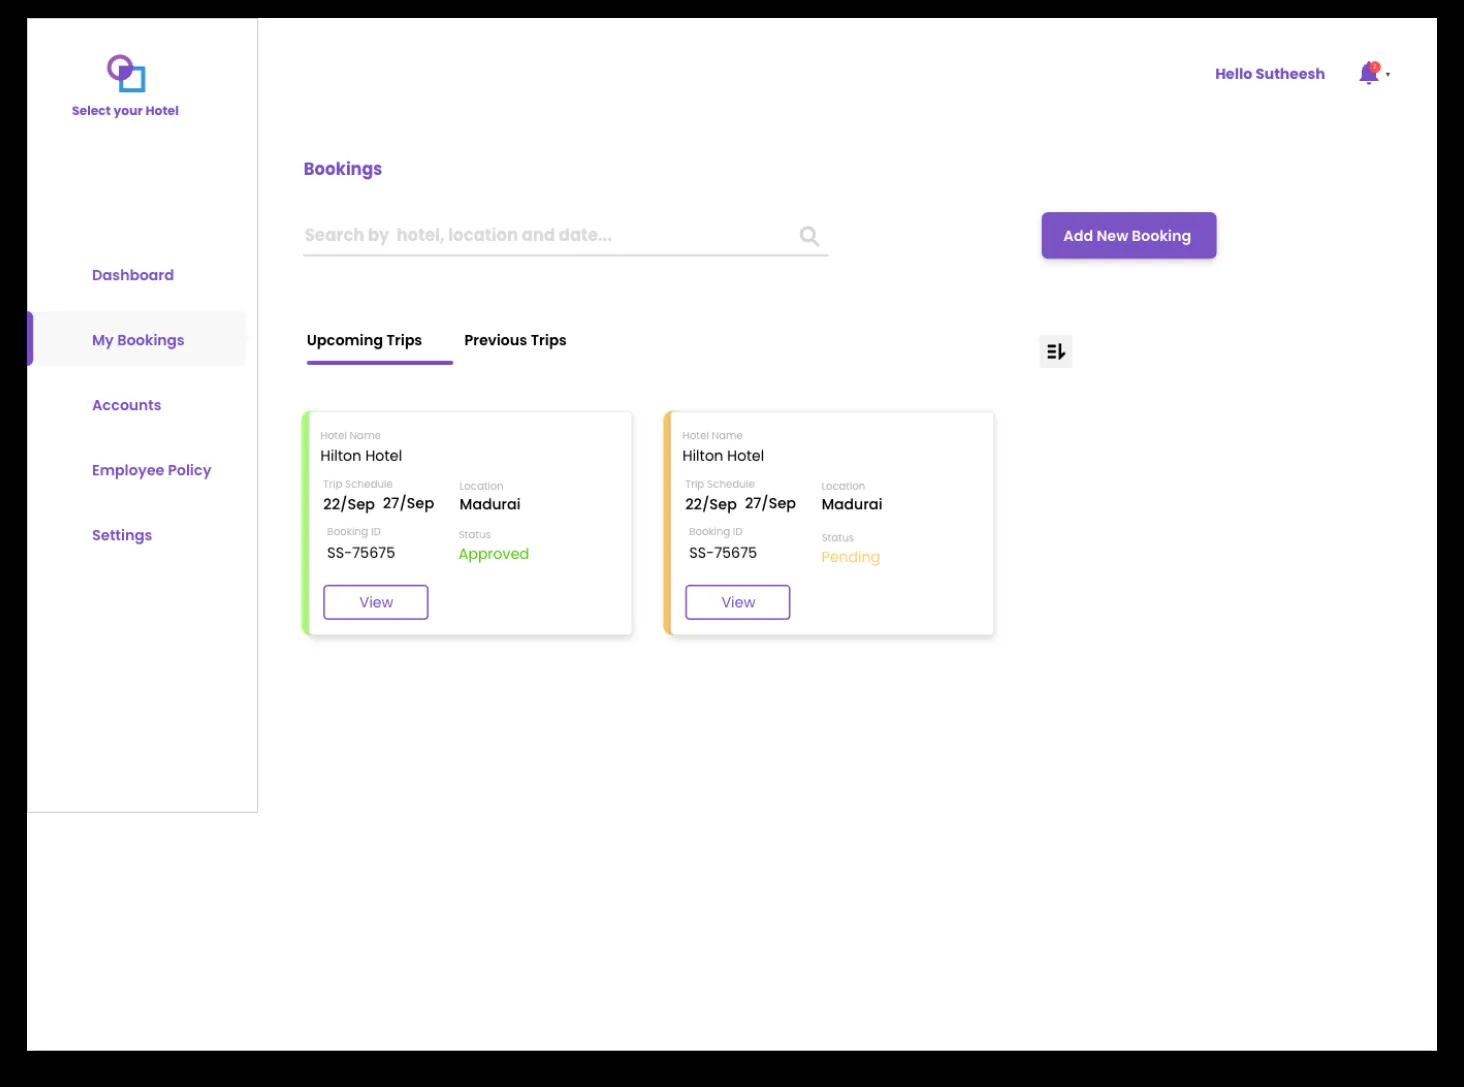 Select your Hotel
Hello Sutheesh
Bookings
Search by hotel, location and date...
Add New Booking
Dashboard
My Bookings
Accounts
Employee Policy
Settings
Upcoming Trips
Previous Trips
Hotel Name
Hilton Hotel
Trip Schedule
22/Sep 27/Sep
Location
Madurai
Booking ID
SS-75675
Status
Approved
View
Hotel Name
Hilton Hotel
Trip Schedule
22/Sep 27/Sep
Location
Madurai
Booking ID
SS-75675
Status
Pending
View